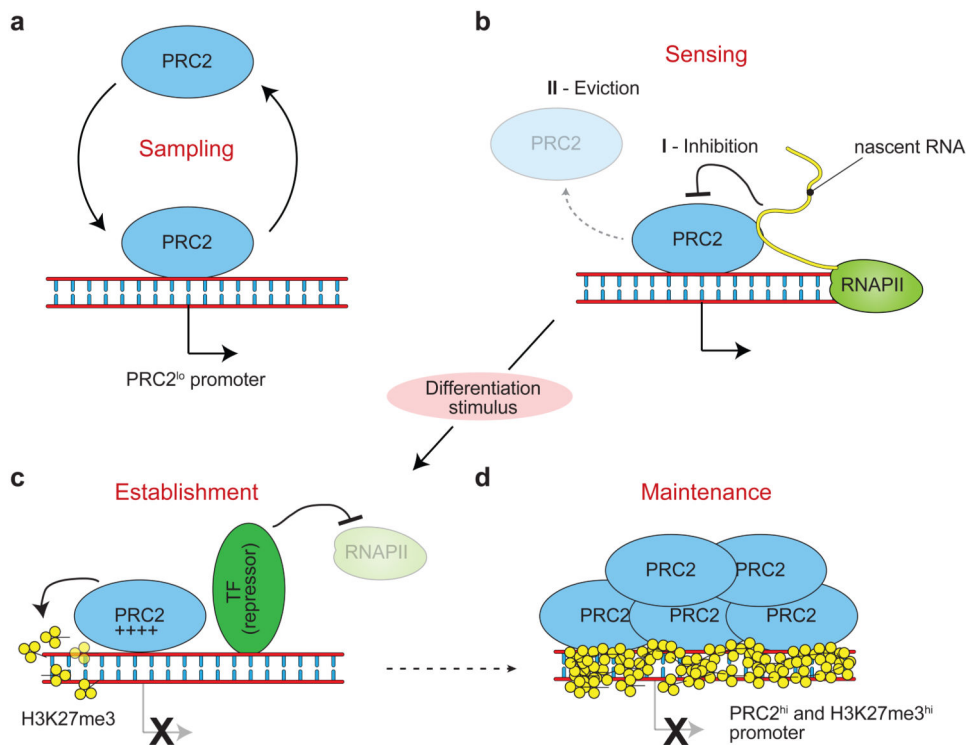 a
PRC2
Sampling
PRC2
PRC2ˡᵒ promoter
b
Sensing
II - Eviction
PRC2
I - Inhibition
nascent RNA
PRC2
RNAPII
Differentiation
stimulus
c
Establishment
RNAPII
TF
(repressor)
PRC2
++++
H3K27me3
X
d
Maintenance
PRC2
PRC2
PRC2
PRC2
PRC2
X
PRC2ʰⁱ and H3K27me3ʰⁱ
promoter